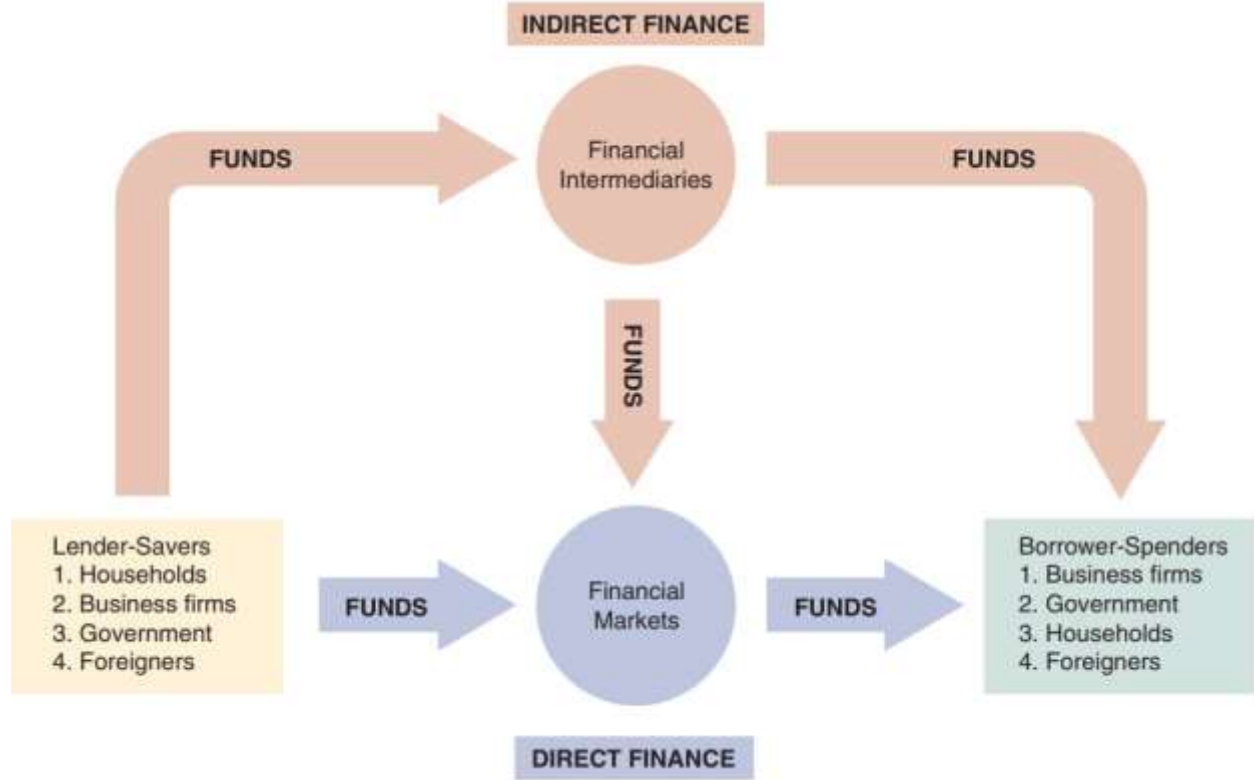 INDIRECT FINANCE
FUNDS
Financial
Intermediaries
FUNDS
FUNDS
Lender-Savers
1. Households
2. Business firms
3. Government
4. Foreigners
FUNDS
Financial
Markets
FUNDS
Borrower-Spenders
1. Business firms
2. Government
3. Households
4. Foreigners
DIRECT FINANCE